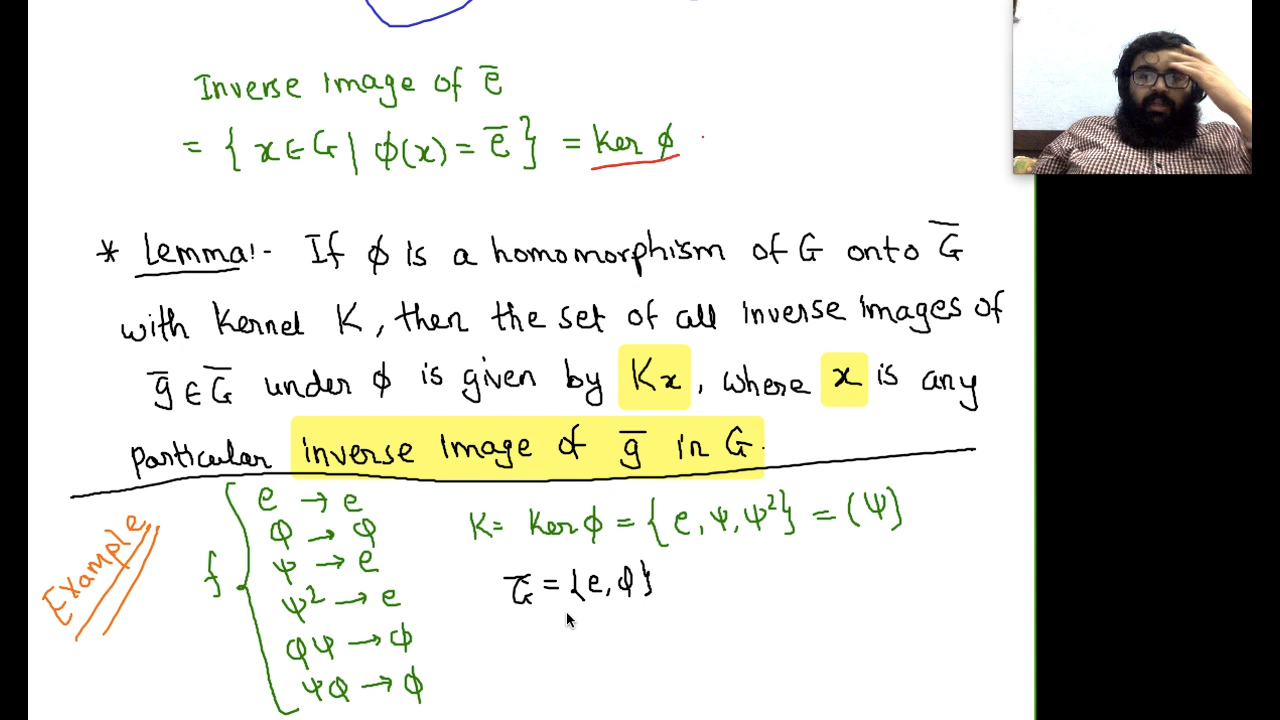 Inverse Image of e̅
= { x ∈ G | ϕ(x) = e̅ } = Ker ϕ
* Lemma:- If ϕ is a homomorphism of G onto G̅
with Kernel K, then the set of all inverse images of
g̅ ∈ G̅ under ϕ is given by Kx, where x is any
particular inverse image of g̅ in G.
Example
f { e → e
ϕ → ϕ
ψ → e
ψ² → e
ϕψ → ϕ
ψϕ → ϕ
K = Ker ϕ = { e, ψ, ψ² } = (ψ)
G̅ = {e, ϕ}